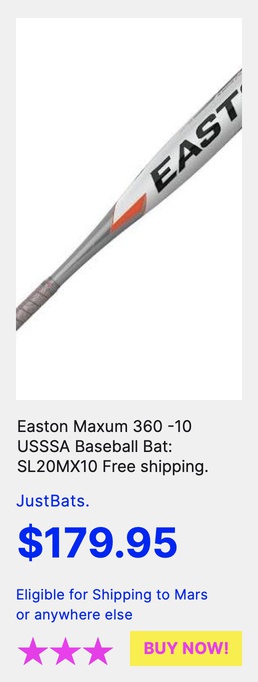 EAST
Easton Maxum 360 -10
USSSA Baseball Bat:
SL20MX10 Free shipping.
JustBats.
$179.95
Eligible for Shipping to Mars
or anywhere else
BUY NOW!